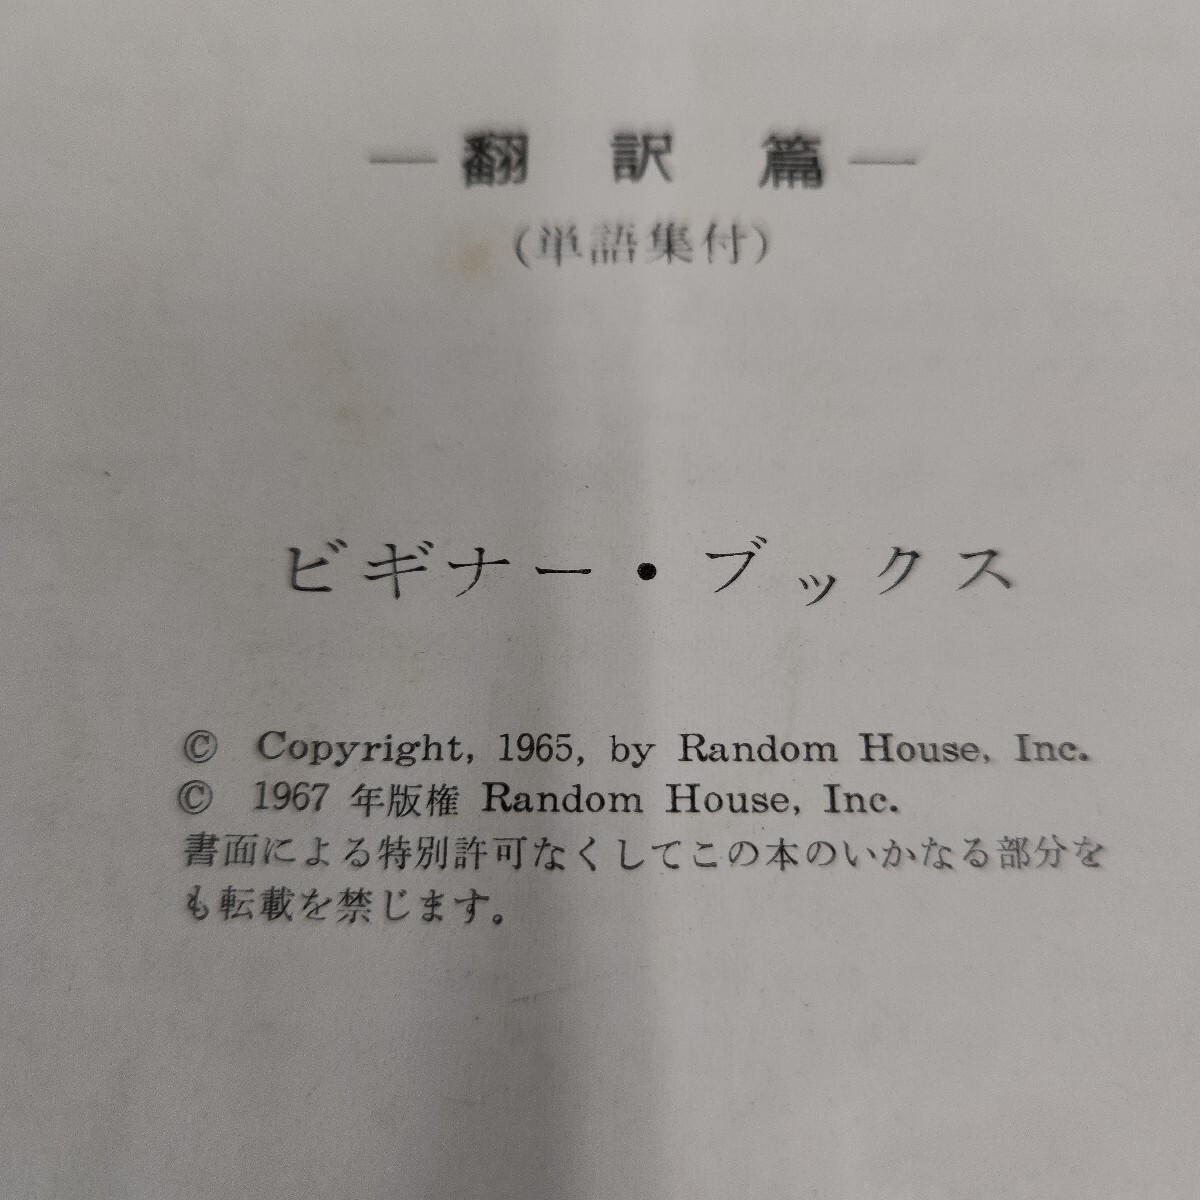 ―翻訳篇―
(単語集付)
ビギナー・ブックス
© Copyright, 1965, by Random House, Inc.
© 1967 年版権 Random House, Inc.
書面による特別許可なくしてこの本のいかなる部分を
も転載を禁じます。